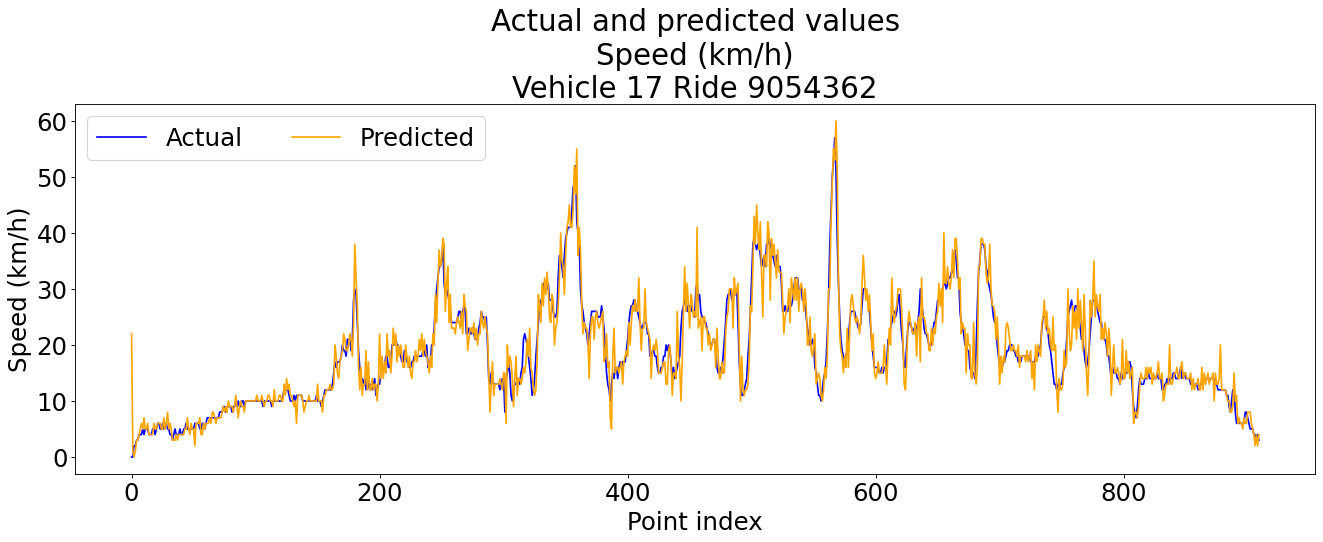 Actual and predicted values
Speed (km/h)
Vehicle 17 Ride 9054362
Actual Predicted
60
50
40
30
20
10
0
Speed (km/h)
0 200 400 600 800
Point index